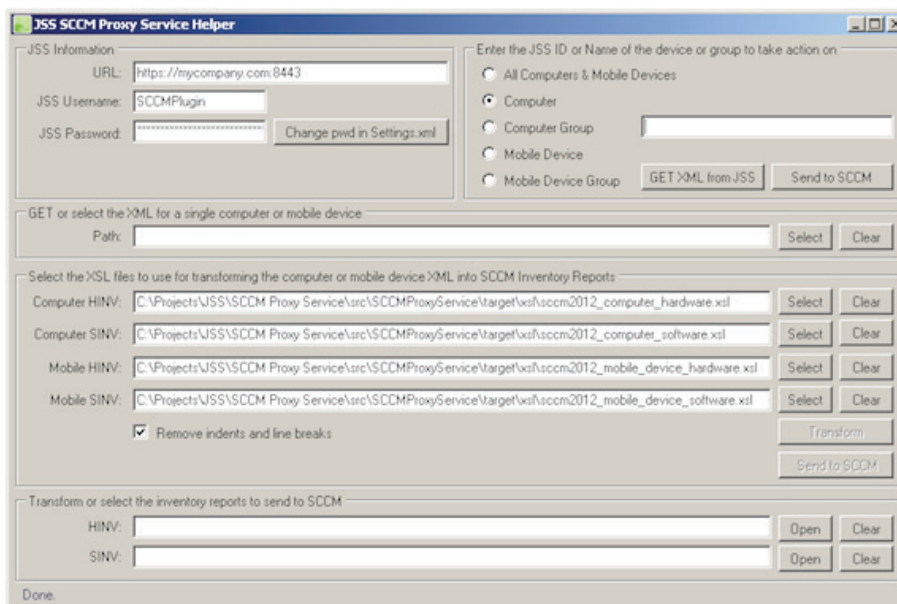 JSS SCCM Proxy Service Helper
JSS Information
URL: https://mycompany.com:8443
JSS Username: SCCMPlugin
JSS Password: **************** Change pwd in Settings.xml
Enter the JSS ID or Name of the device or group to take action on
All Computers & Mobile Devices
Computer
Computer Group
Mobile Device
Mobile Device Group GET XML from JSS Send to SCCM
GET or select the XML for a single computer or mobile device
Path: Select Clear
Select the XSL files to use for transforming the computer or mobile device XML into SCCM Inventory Reports
Computer HINV: C:\Projects\JSS\SCCM Proxy Service\src\SCCMProxyService\target\xsl\sccm2012_computer_hardware.xsl Select Clear
Computer SINV: C:\Projects\JSS\SCCM Proxy Service\src\SCCMProxyService\target\xsl\sccm2012_computer_software.xsl Select Clear
Mobile HINV: C:\Projects\JSS\SCCM Proxy Service\src\SCCMProxyService\target\xsl\sccm2012_mobile_device_hardware.xsl Select Clear
Mobile SINV: C:\Projects\JSS\SCCM Proxy Service\src\SCCMProxyService\target\xsl\sccm2012_mobile_device_software.xsl Select Clear
Remove indents and line breaks Transform
Send to SCCM
Transform or select the inventory reports to send to SCCM
HINV: Open Clear
SINV: Open Clear
Done.